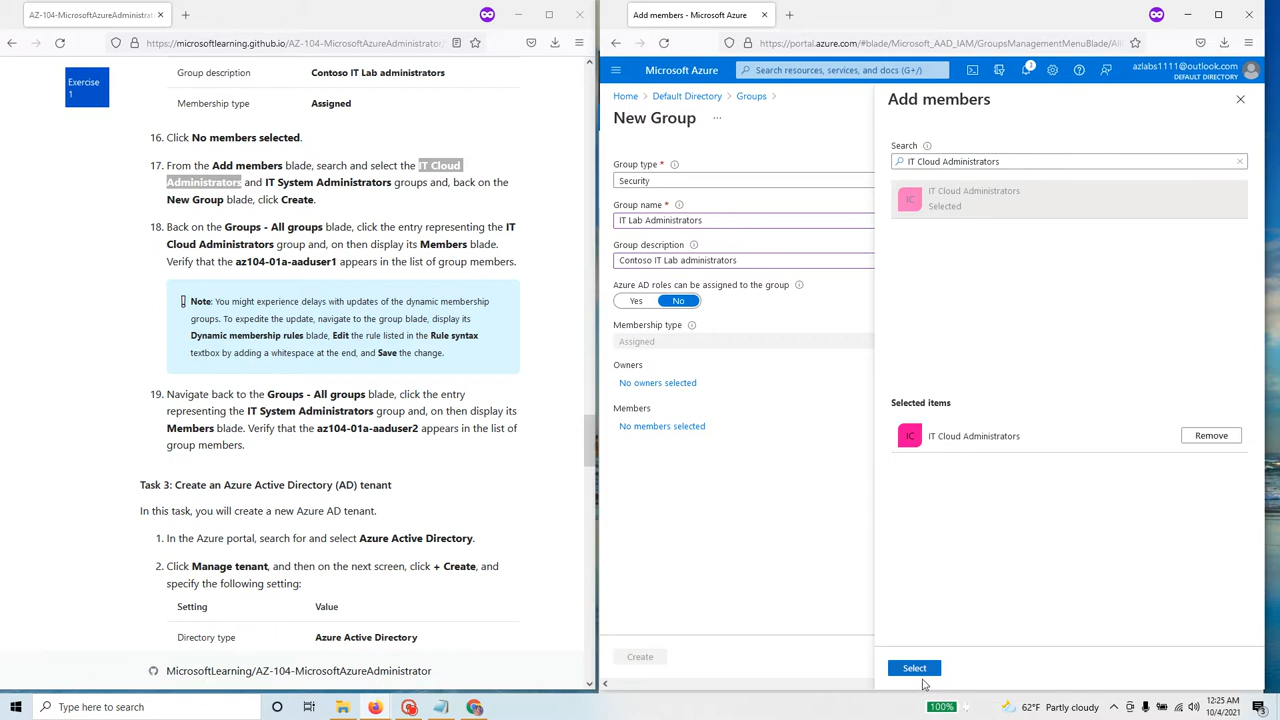 AZ-104-MicrosoftAzureAdministrat
https://microsoftlearning.github.io/AZ-104-MicrosoftAzureAdministrator/
Exercise
1
Group description Contoso IT Lab administrators
Membership type Assigned
16. Click No members selected.
17. From the Add members blade, search and select the IT Cloud
Administrators and IT System Administrators groups and, back on the
New Group blade, click Create.
18. Back on the Groups - All groups blade, click the entry representing the IT
Cloud Administrators group and, on then display its Members blade.
Verify that the az104-01a-aaduser1 appears in the list of group members.
Note: You might experience delays with updates of the dynamic membership
groups. To expedite the update, navigate to the group blade, display its
Dynamic membership rules blade, Edit the rule listed in the Rule syntax
textbox by adding a whitespace at the end, and Save the change.
19. Navigate back to the Groups - All groups blade, click the entry
representing the IT System Administrators group and, on then display its
Members blade. Verify that the az104-01a-aaduser2 appears in the list of
group members.
Task 3: Create an Azure Active Directory (AD) tenant
In this task, you will create a new Azure AD tenant.
1. In the Azure portal, search for and select Azure Active Directory.
2. Click Manage tenant, and then on the next screen, click + Create, and
specify the following setting:
Setting Value
Directory type Azure Active Directory
MicrosoftLearning/AZ-104-MicrosoftAzureAdministrator
Add members - Microsoft Azure
https://portal.azure.com/#blade/Microsoft_AAD_IAM/GroupsManagementMenuBlade/
Microsoft Azure
Search resources, services, and docs (G+/)
1
azlabs1111@outlook.com
DEFAULT DIRECTORY
Home > Default Directory > Groups >
New Group ...
Group type *
Security
Group name *
IT Lab Administrators
Group description
Contoso IT Lab administrators
Azure AD roles can be assigned to the group
Yes No
Membership type
Assigned
Owners
No owners selected
Members
No members selected
Create
Add members
Search
IT Cloud Administrators
IC
IT Cloud Administrators
Selected
Selected items
IC
IT Cloud Administrators
Remove
Select
Type here to search
100%
62°F Partly cloudy
12:25 AM
10/4/2021
3